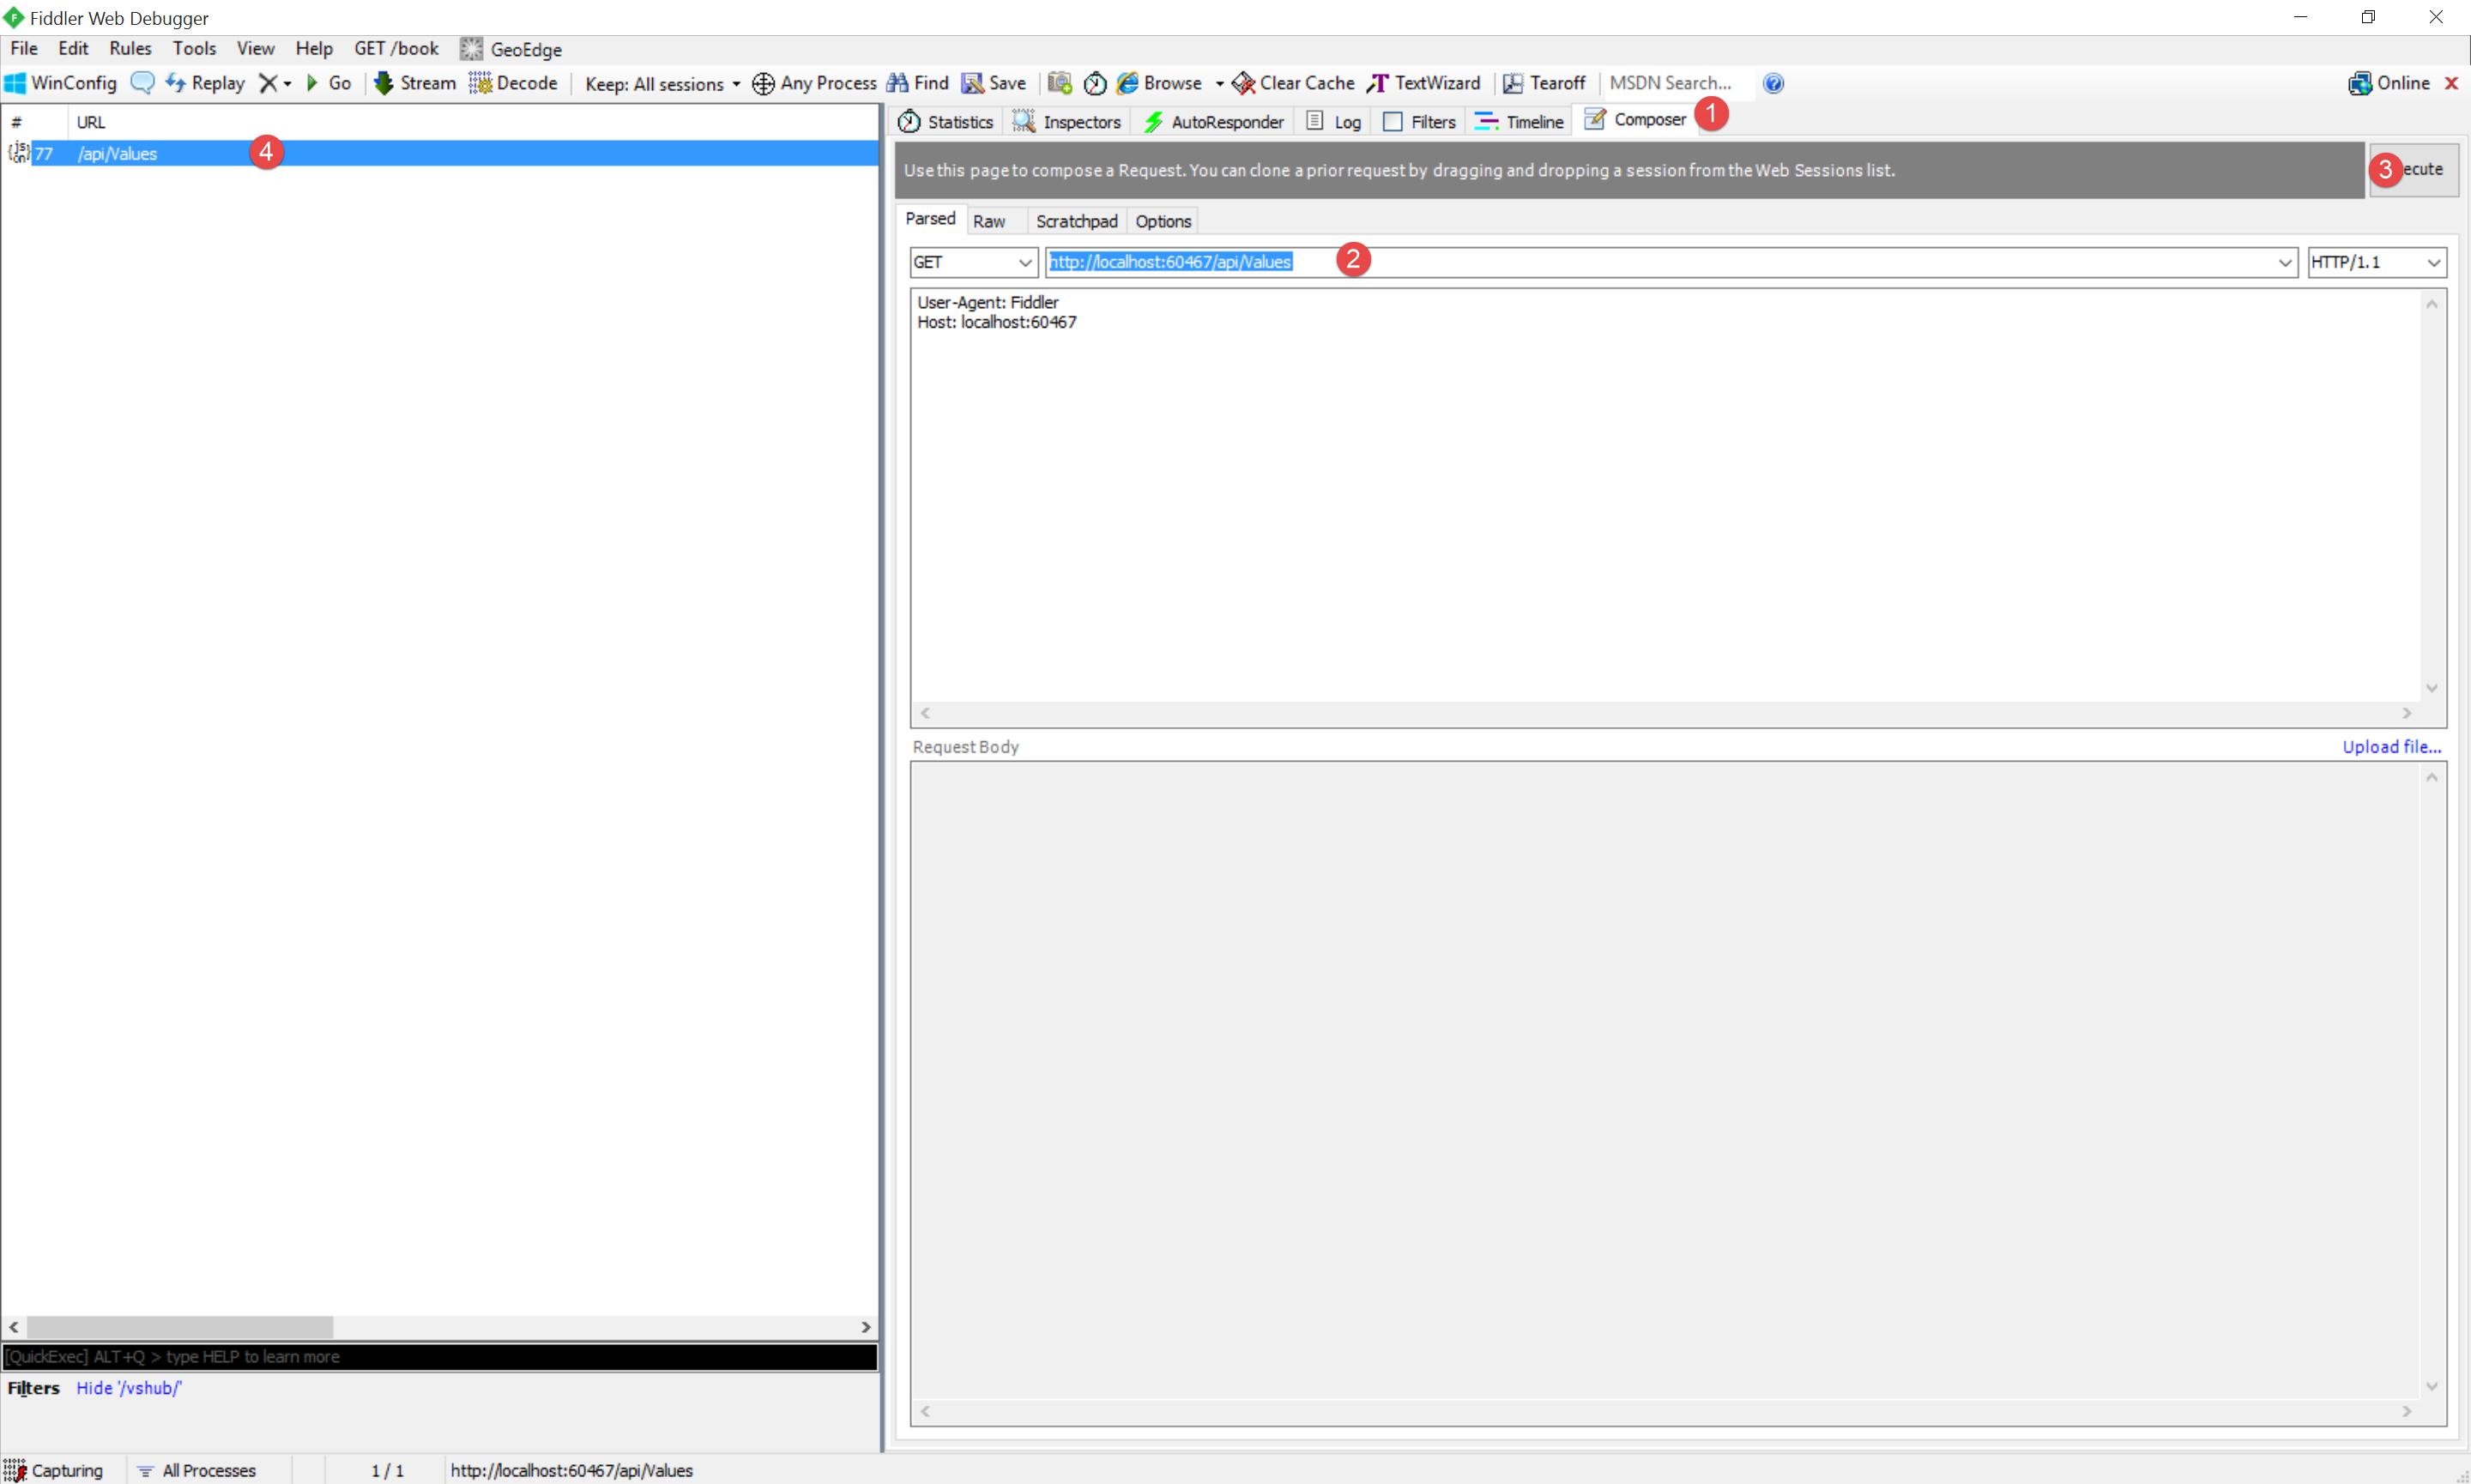 Fiddler Web Debugger
File Edit Rules Tools View Help GET /book GeoEdge
WinConfig Replay Go Stream Decode Keep: All sessions Any Process Find Save Browse Clear Cache TextWizard Tearoff MSDN Search... Online
# URL
Statistics Inspectors AutoResponder Log Filters Timeline Composer 1
{js on} 77 /api/Values 4
Use this page to compose a Request. You can clone a prior request by dragging and dropping a session from the Web Sessions list.
3 ecute
Parsed Raw Scratchpad Options
GET http://localhost:60467/api/Values 2 HTTP/1.1
User-Agent: Fiddler
Host: localhost:60467
Request Body Upload file...
[QuickExec] ALT+Q > type HELP to learn more
Filters Hide '/vshub/'
Capturing All Processes 1 / 1 http://localhost:60467/api/Values